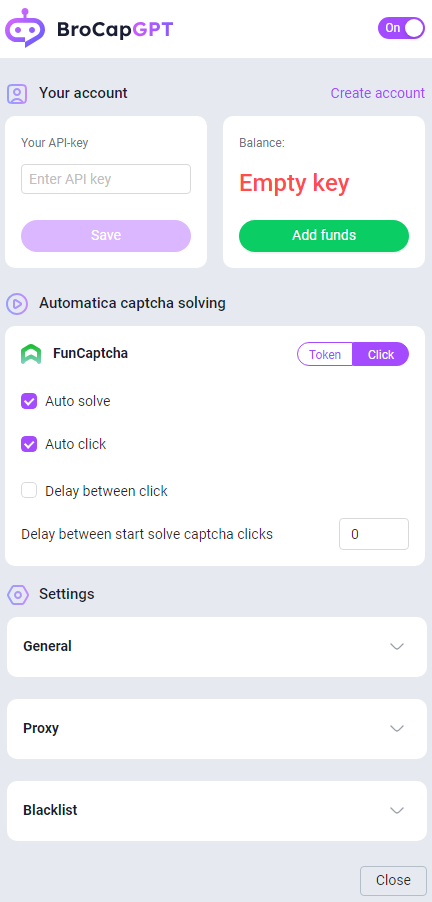 BroCapGPT
On
Your account
Create account
Your API-key
Enter API key
Save
Balance:
Empty key
Add funds
Automatica captcha solving
FunCaptcha
Token
Click
Auto solve
Auto click
Delay between click
Delay between start solve captcha clicks
0
Settings
General
Proxy
Blacklist
Close